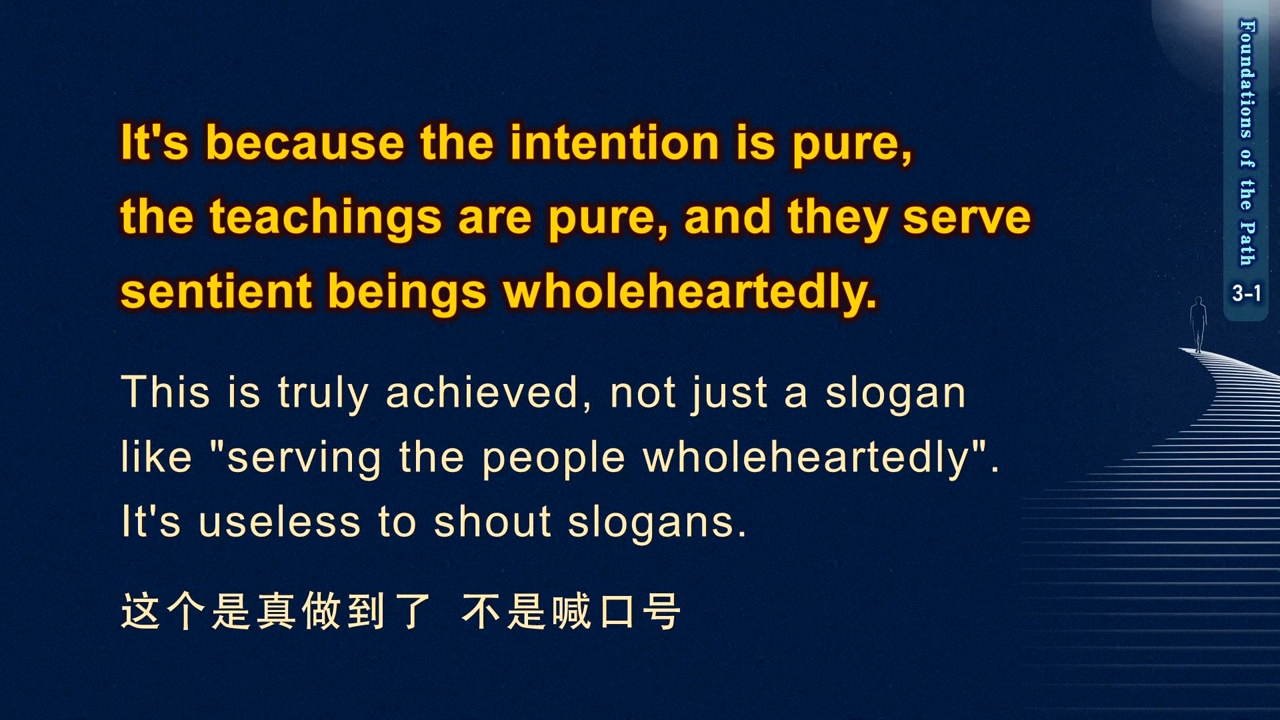 It's because the intention is pure,
the teachings are pure, and they serve
sentient beings wholeheartedly.
This is truly achieved, not just a slogan
like "serving the people wholeheartedly".
It's useless to shout slogans.
这个是真做到了 不是喊口号
Foundations of the Path
3-1